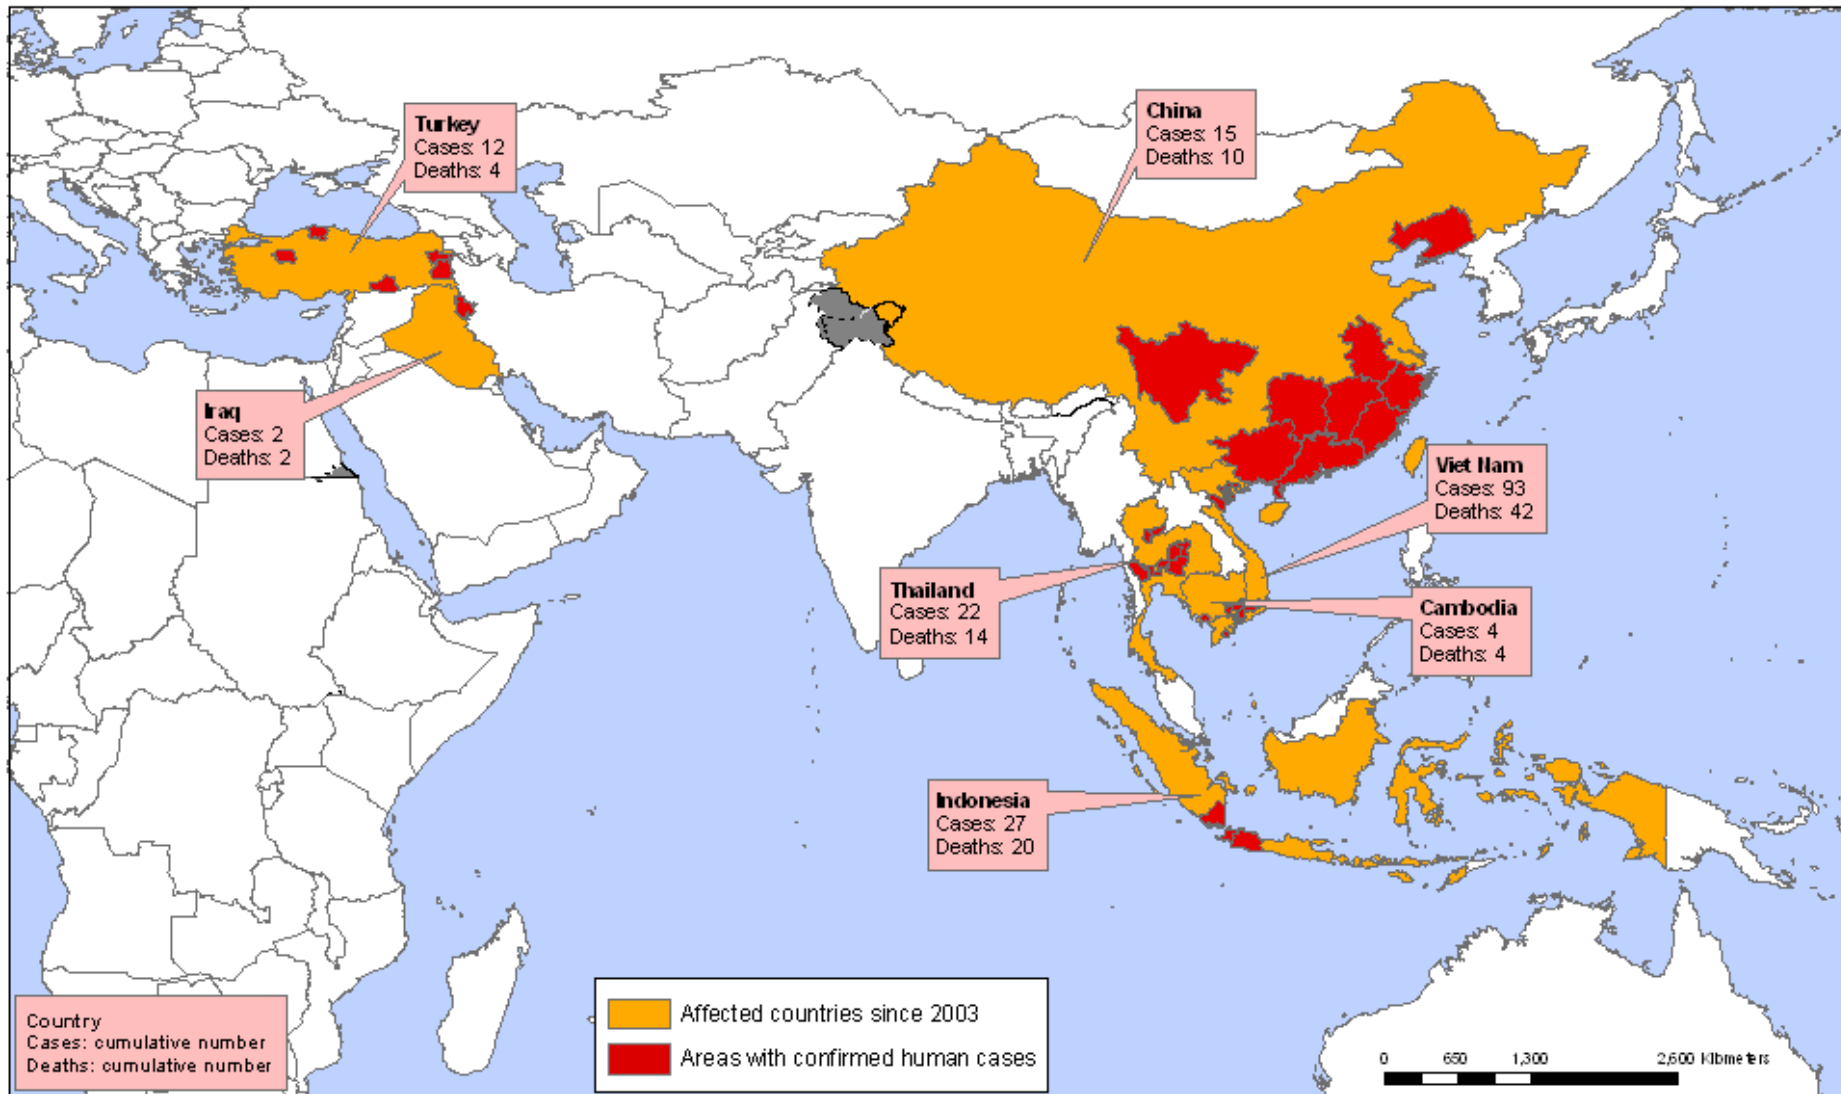 Turkey
Cases: 12
Deaths: 4
China
Cases: 15
Deaths: 10
Iraq
Cases: 2
Deaths: 2
Viet Nam
Cases: 93
Deaths: 42
Thailand
Cases: 22
Deaths: 14
Cambodia
Cases: 4
Deaths: 4
Indonesia
Cases: 27
Deaths: 20
Country
Cases: cumulative number
Deaths: cumulative number
Affected countries since 2003
Areas with confirmed human cases
0 650 1,300 2,600 Kilometers